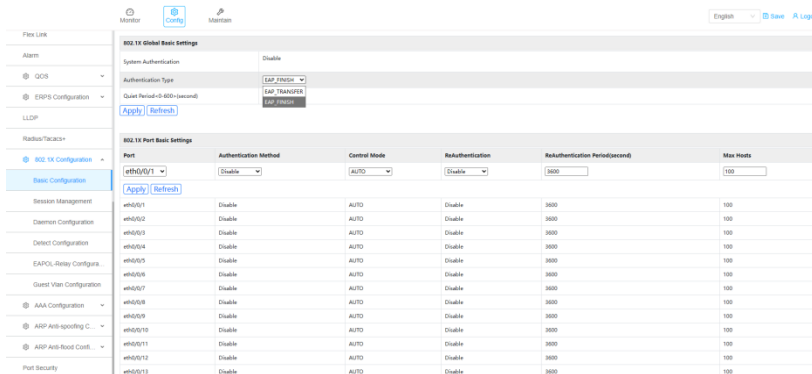 Monitor
Config
Maintain
English
Save
Logo
Flex Link
Alarm
QOS
ERPS Configuration
LLDP
Radius/Tacacs+
802.1X Configuration
Basic Configuration
Session Management
Daemon Configuration
Detect Configuration
EAPOL-Relay Configura...
Guest Vlan Configuration
AAA Configuration
ARP Anti-spoofing C...
ARP Anti-flood Confi...
Port Security
802.1X Global Basic Settings
System Authentication Disable
Authentication Type EAP_FINISH
EAP_TRANSFER
EAP_FINISH
Quiet Period<0-600>(second)
Apply Refresh
802.1X Port Basic Settings
Port Authentication Method Control Mode ReAuthentication ReAuthentication Period(second) Max Hosts
eth0/0/1 Disable AUTO Disable 3600 100
Apply Refresh
eth0/0/1 Disable AUTO Disable 3600 100
eth0/0/2 Disable AUTO Disable 3600 100
eth0/0/3 Disable AUTO Disable 3600 100
eth0/0/4 Disable AUTO Disable 3600 100
eth0/0/5 Disable AUTO Disable 3600 100
eth0/0/6 Disable AUTO Disable 3600 100
eth0/0/7 Disable AUTO Disable 3600 100
eth0/0/8 Disable AUTO Disable 3600 100
eth0/0/9 Disable AUTO Disable 3600 100
eth0/0/10 Disable AUTO Disable 3600 100
eth0/0/11 Disable AUTO Disable 3600 100
eth0/0/12 Disable AUTO Disable 3600 100
eth0/0/13 Disable AUTO Disable 3600 100